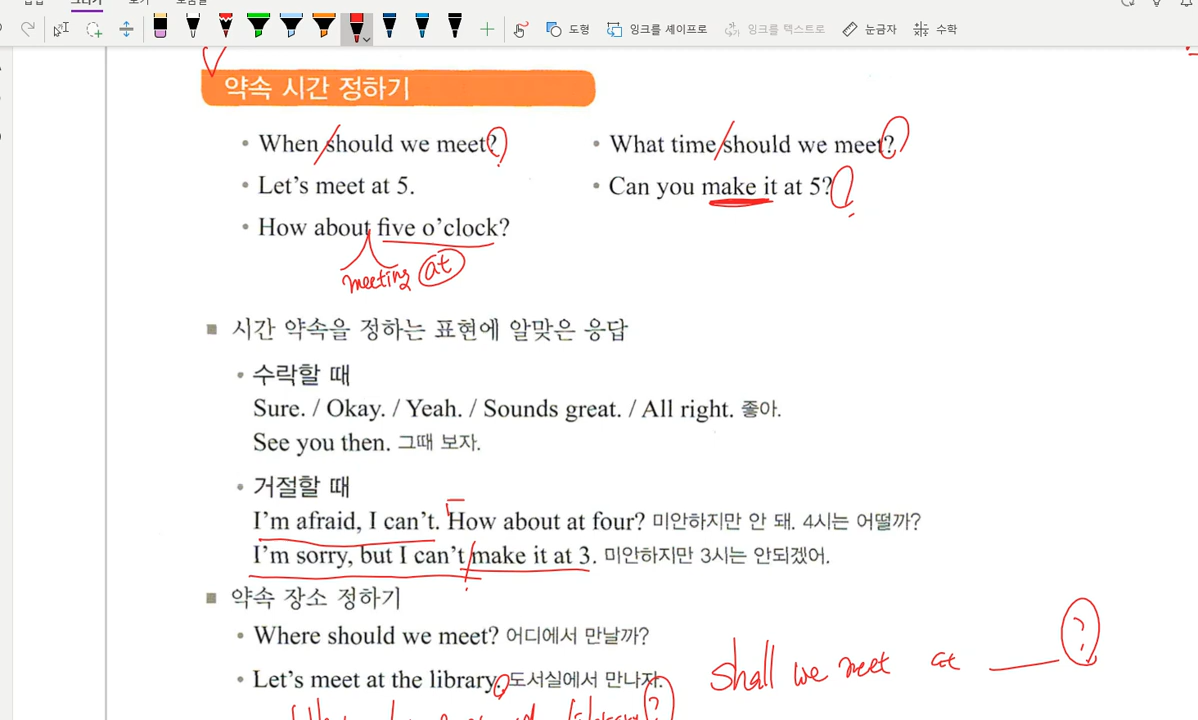 도형 잉크를 셰이프로 잉크를 텍스트로 눈금자 수학
약속 시간 정하기
• When should we meet?
• What time should we meet?
• Let's meet at 5.
• Can you make it at 5?
• How about five o'clock?
meeting at
■ 시간 약속을 정하는 표현에 알맞은 응답
• 수락할 때
Sure. / Okay. / Yeah. / Sounds great. / All right. 좋아.
See you then. 그때 보자.
• 거절할 때
I'm afraid, I can't. How about at four? 미안하지만 안 돼. 4시는 어떨까?
I'm sorry, but I can't make it at 3. 미안하지만 3시는 안되겠어.
■ 약속 장소 정하기
• Where should we meet? 어디에서 만날까?
• Let's meet at the library. 도서실에서 만나자.
shall we meet at ?